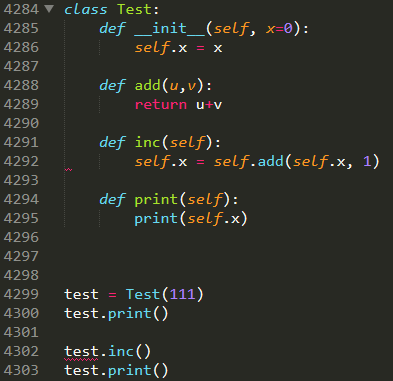 4284 class Test:
4285     def __init__(self, x=0):
4286         self.x = x
4287
4288     def add(u,v):
4289         return u+v
4290
4291     def inc(self):
4292         self.x = self.add(self.x, 1)
4293
4294     def print(self):
4295         print(self.x)
4296
4297
4298
4299 test = Test(111)
4300 test.print()
4301
4302 test.inc()
4303 test.print()